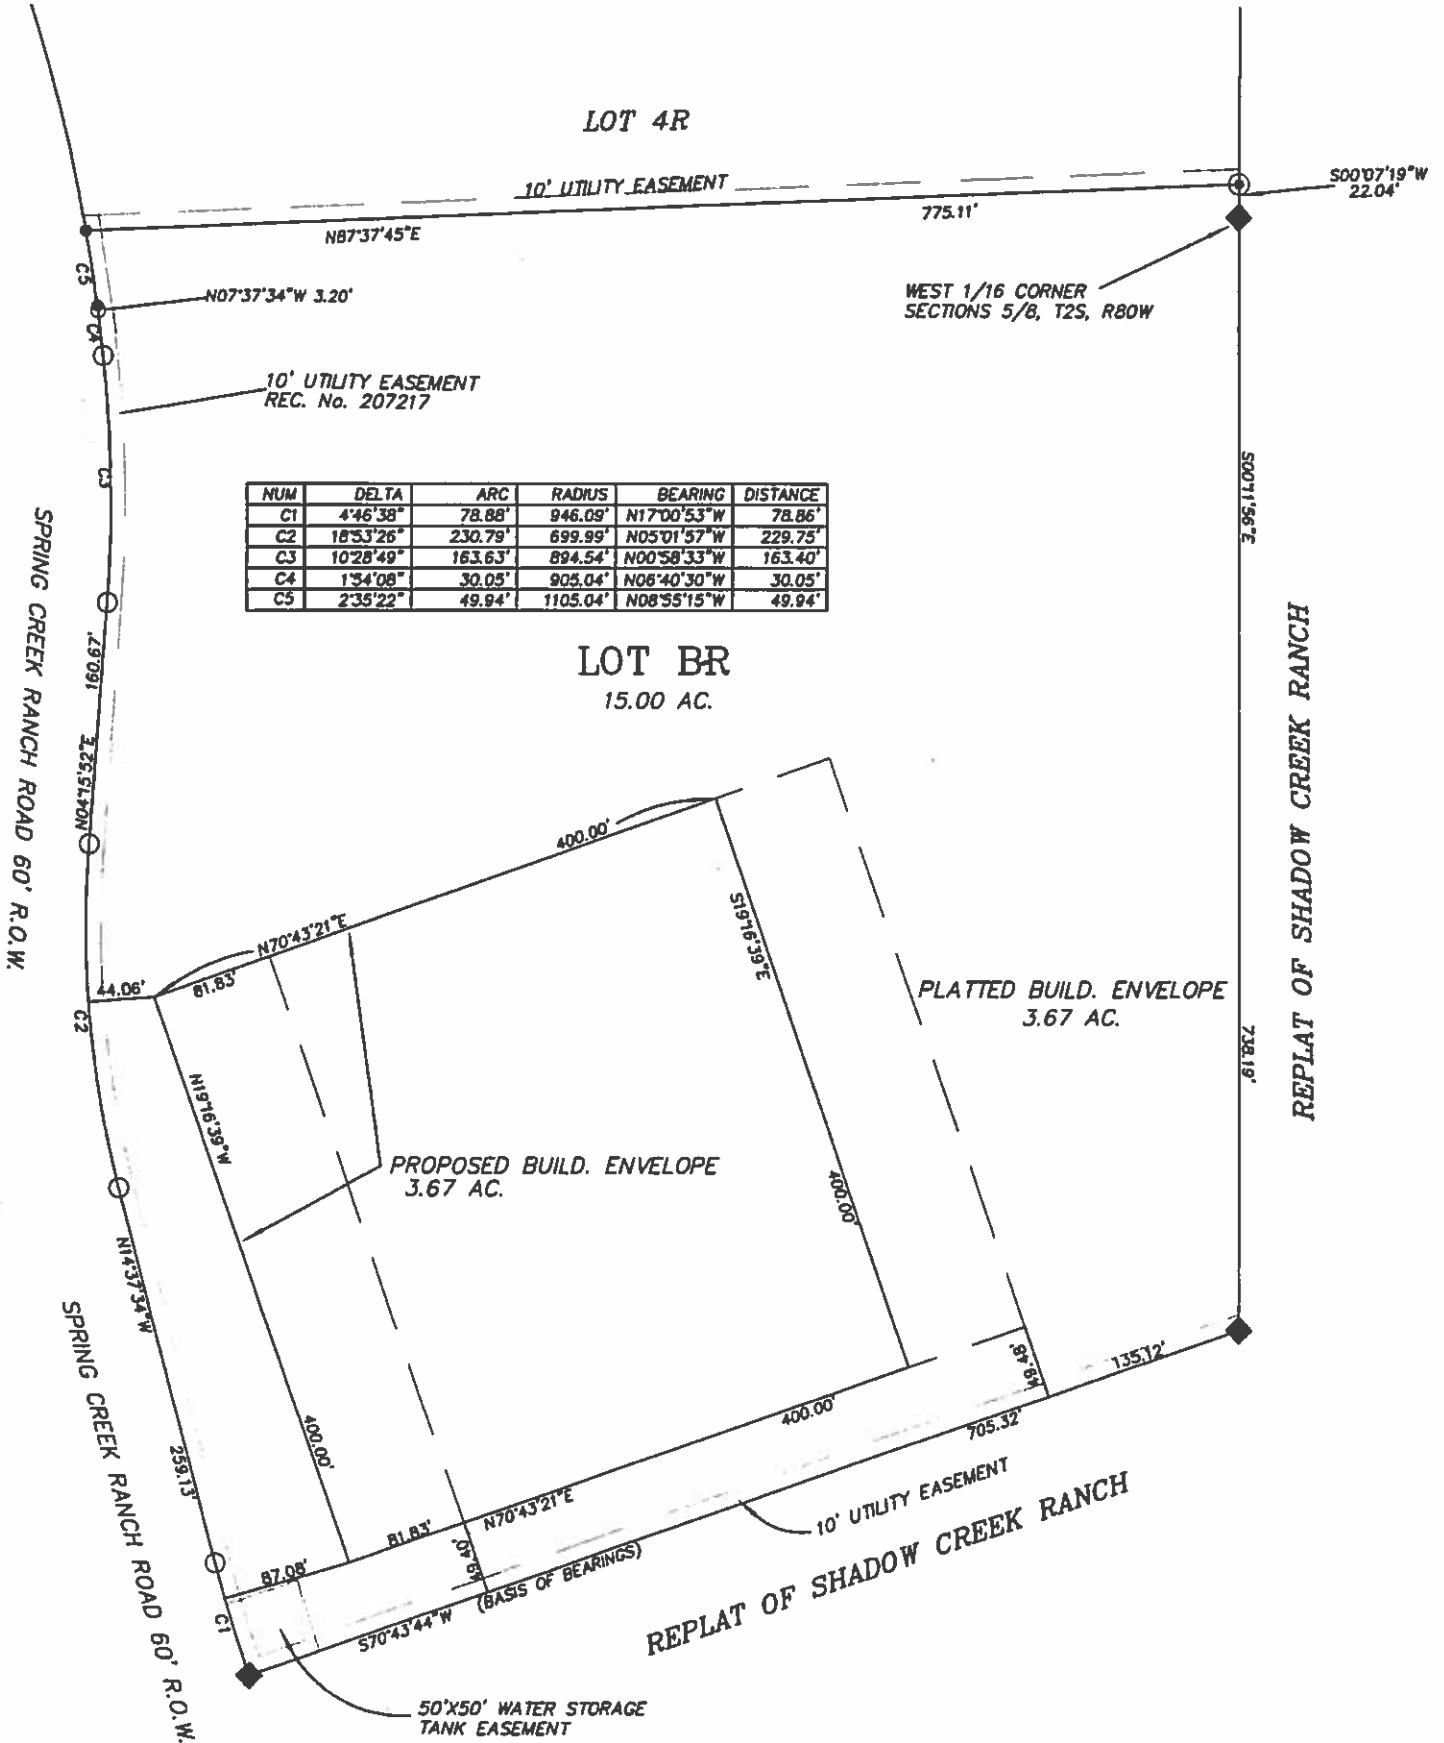 LOT 4R
10' UTILITY EASEMENT
S00°07'19"W
22.04'
775.11'
N87°37'45"E
C5
N07°37'34"W 3.20'
WEST 1/16 CORNER
SECTIONS 5/8, T2S, R80W
C4
10' UTILITY EASEMENT
REC. No. 207217
C3
S00°11'56"E
NUM DELTA ARC RADIUS BEARING DISTANCE
C1 4°46'38" 78.88' 946.09' N17°00'53"W 78.86'
C2 18°53'26" 230.79' 699.99' N05°01'57"W 229.75'
C3 10°28'49" 163.63' 894.54' N00°58'33"W 163.40'
C4 1°54'08" 30.05' 905.04' N06°40'30"W 30.05'
C5 2°35'22" 49.94' 1105.04' N08°55'15"W 49.94'
SPRING CREEK RANCH ROAD 60' R.O.W.
160.67'
LOT BR
15.00 AC.
REPLAT OF SHADOW CREEK RANCH
N04°15'52"E
400.00'
N70°43'21"E
S19°16'39"E
44.06'
81.83'
C2
PLATTED BUILD. ENVELOPE
3.67 AC.
738.19'
N19°16'39"W
PROPOSED BUILD. ENVELOPE
3.67 AC.
400.00'
N14°37'34"W
49.48'
135.12'
SPRING CREEK RANCH ROAD 60' R.O.W.
400.00'
400.00'
705.32'
259.13'
N70°43'21"E
81.83'
49.40'
10' UTILITY EASEMENT
87.08'
(BASIS OF BEARINGS)
C1
S70°43'44"W
REPLAT OF SHADOW CREEK RANCH
50'X50' WATER STORAGE
TANK EASEMENT